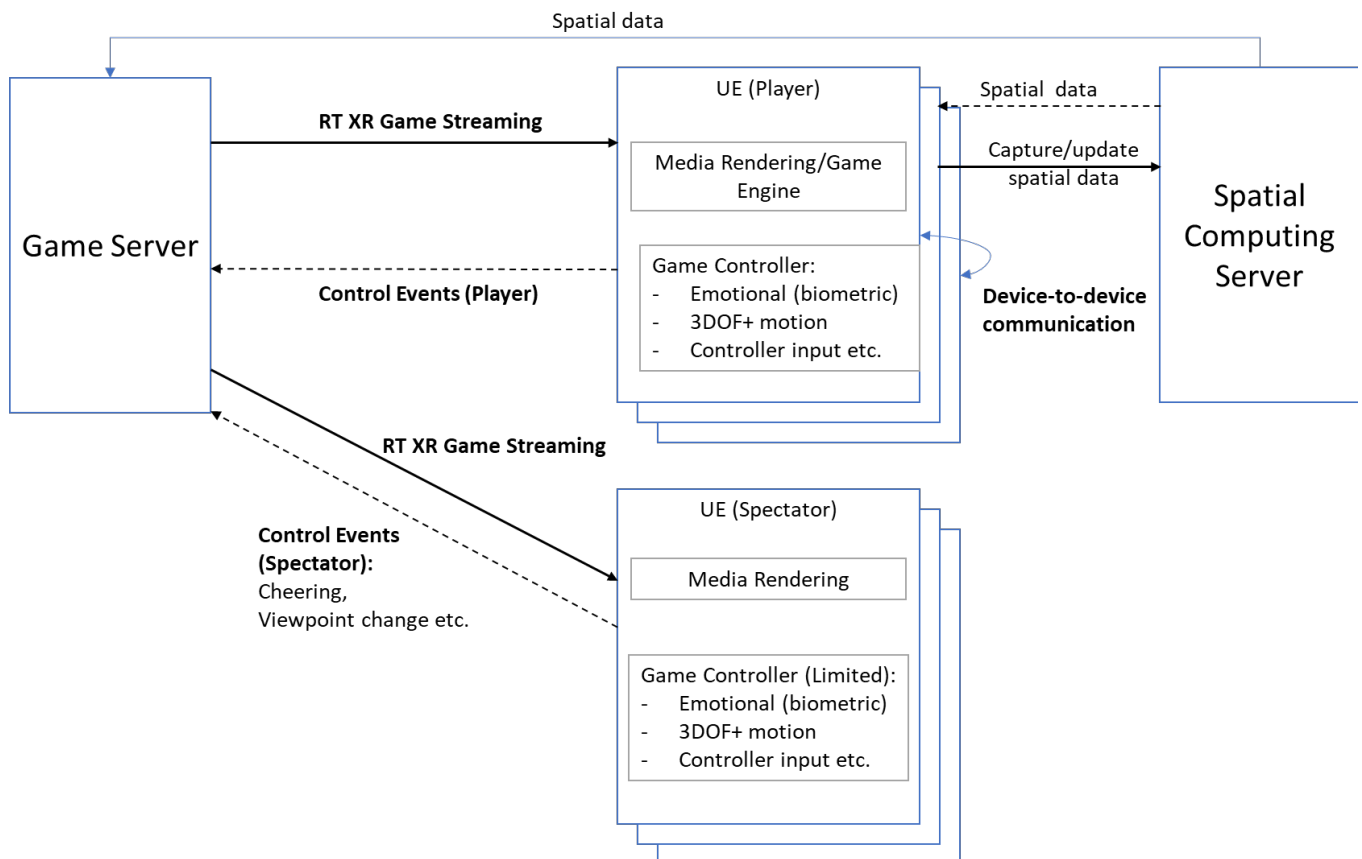 Spatial data
Game Server
RT XR Game Streaming
Control Events (Player)
UE (Player)
Media Rendering/Game
Engine
Game Controller:
- Emotional (biometric)
- 3DOF+ motion
- Controller input etc.
Spatial data
Capture/update
spatial data
Device-to-device
communication
Spatial
Computing
Server
RT XR Game Streaming
Control Events
(Spectator):
Cheering,
Viewpoint change etc.
UE (Spectator)
Media Rendering
Game Controller (Limited):
- Emotional (biometric)
- 3DOF+ motion
- Controller input etc.